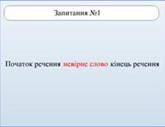 Запитання №1
Початок речення невірне слово кінець речення